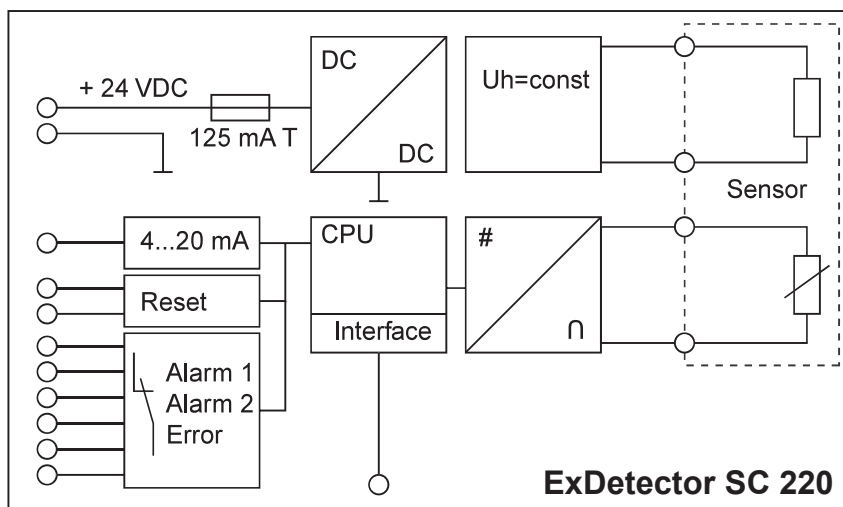 + 24 VDC
125 mA T
DC
DC
Uh=const
Sensor
4...20 mA
CPU
#
∩
Reset
Interface
Alarm 1
Alarm 2
Error
ExDetector SC 220